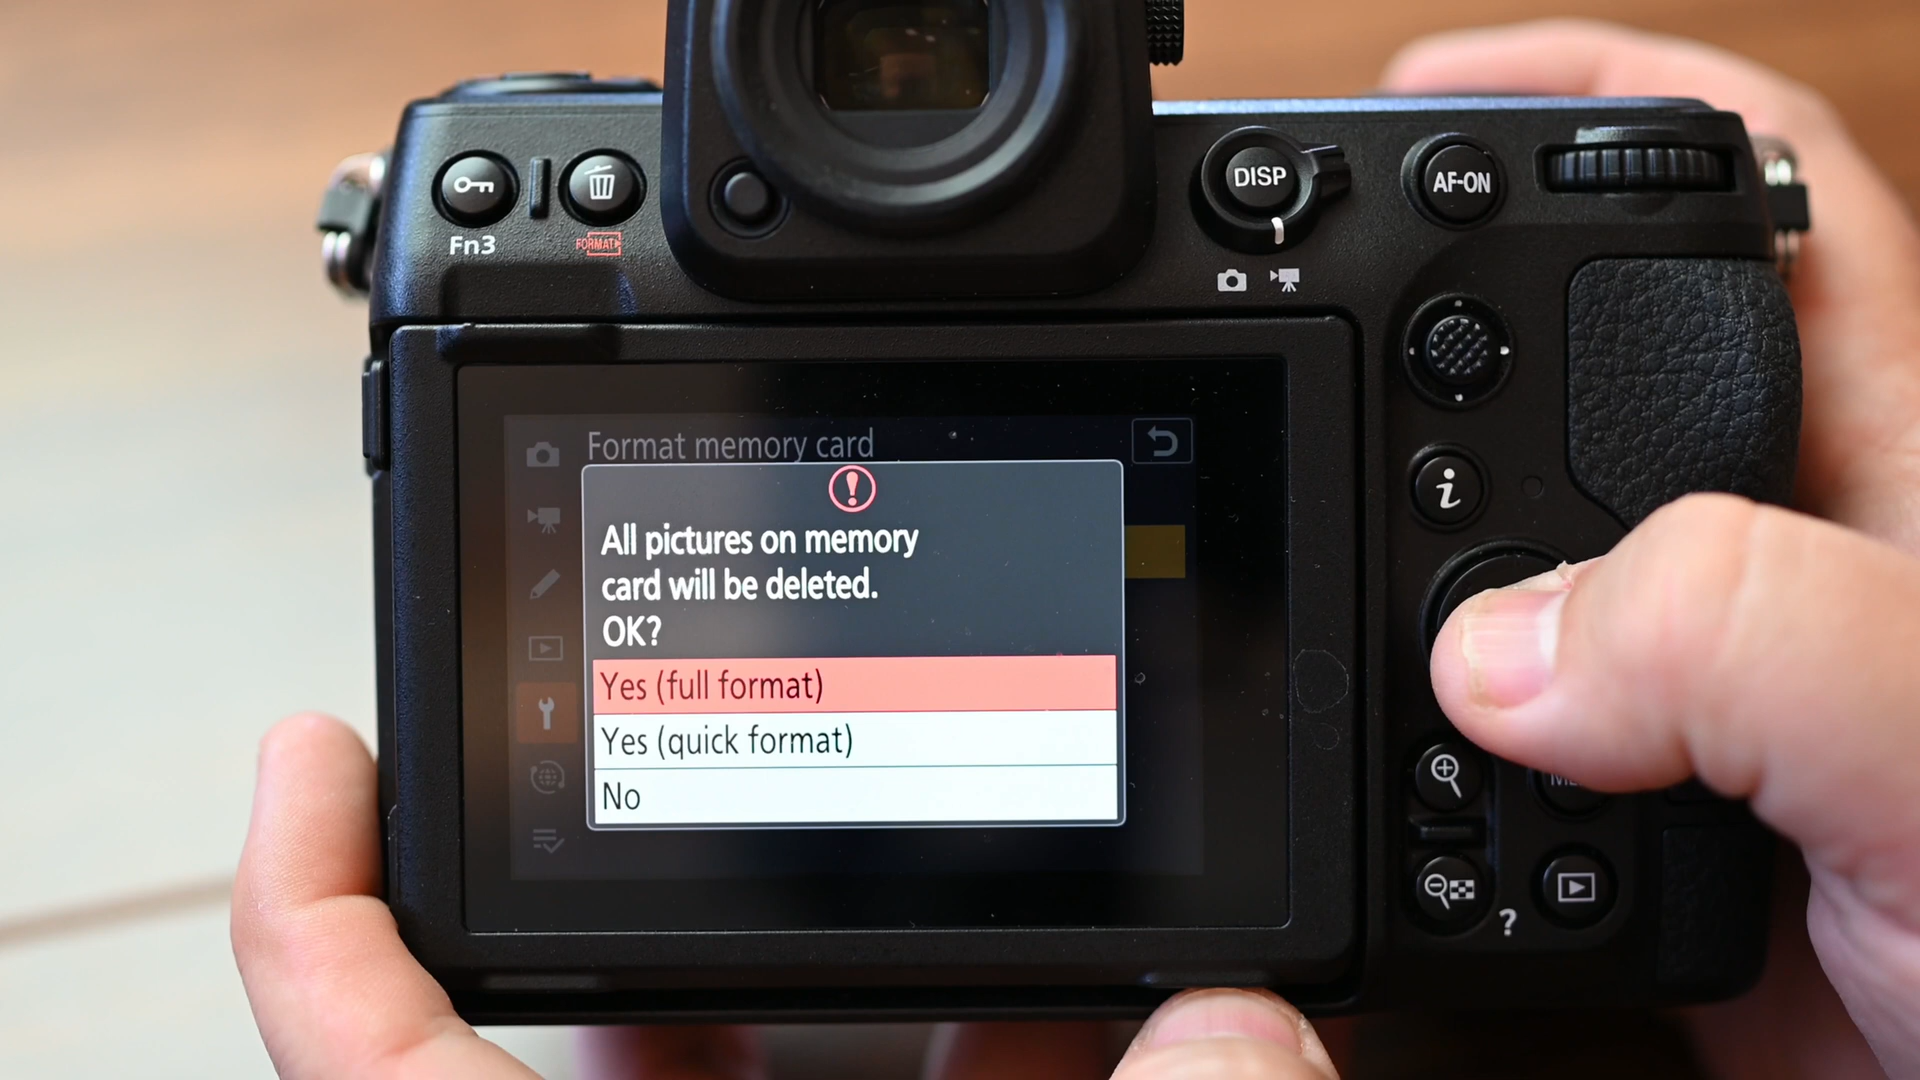 DISP
AF-ON
Fn3
FORMAT
Format memory card
i
All pictures on memory
card will be deleted.
OK?
Yes (full format)
Yes (quick format)
No
?